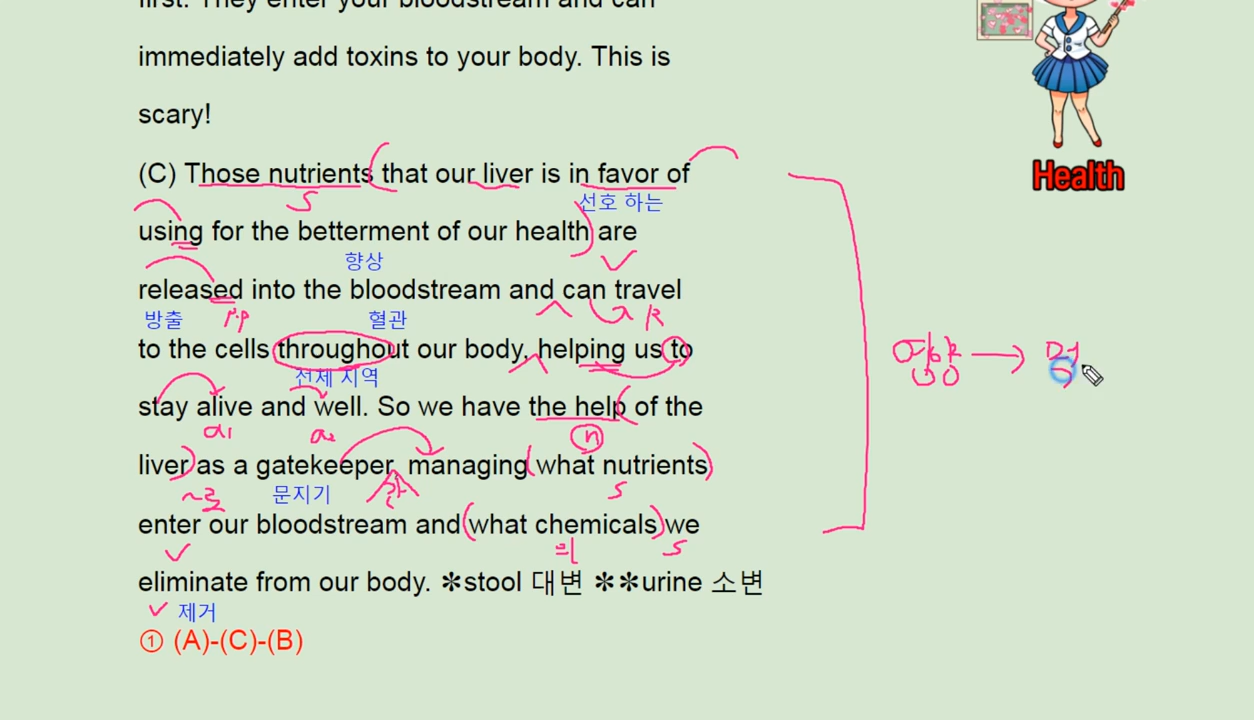 first. They enter your bloodstream and can
immediately add toxins to your body. This is
scary!
(C) Those nutrients that our liver is in favor of
S
선호 하는
using for the betterment of our health are
향상
released into the bloodstream and can travel
방출 p.p 혈관
to the cells throughout our body, helping us to
전체 지역
stay alive and well. So we have the help of the
a1 a2 n
liver as a gatekeeper managing what nutrients
~로 문지기 S
enter our bloodstream and what chemicals we
S
eliminate from our body. ✻stool 대변 ✻✻urine 소변
제거
① (A)-(C)-(B)
Health
영양 →